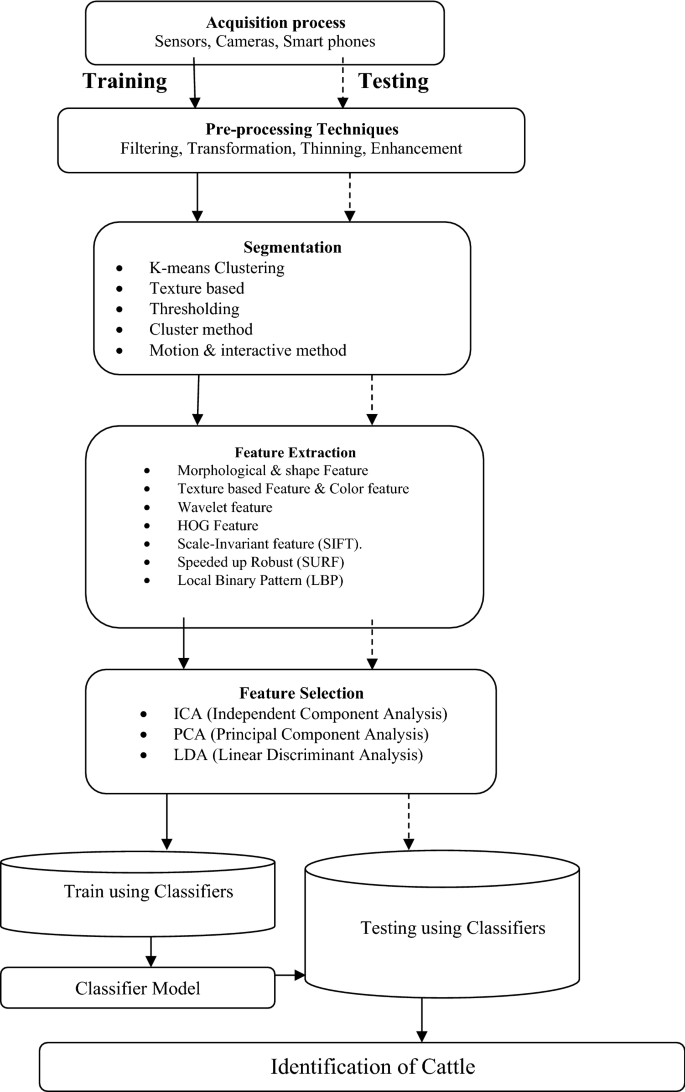 Acquisition process
Sensors, Cameras, Smart phones
Training
Testing
Pre-processing Techniques
Filtering, Transformation, Thinning, Enhancement
Segmentation
• K-means Clustering
• Texture based
• Thresholding
• Cluster method
• Motion & interactive method
Feature Extraction
• Morphological & shape Feature
• Texture based Feature & Color feature
• Wavelet feature
• HOG Feature
• Scale-Invariant feature (SIFT).
• Speeded up Robust (SURF)
• Local Binary Pattern (LBP)
Feature Selection
• ICA (Independent Component Analysis)
• PCA (Principal Component Analysis)
• LDA (Linear Discriminant Analysis)
Train using Classifiers
Testing using Classifiers
Classifier Model
Identification of Cattle